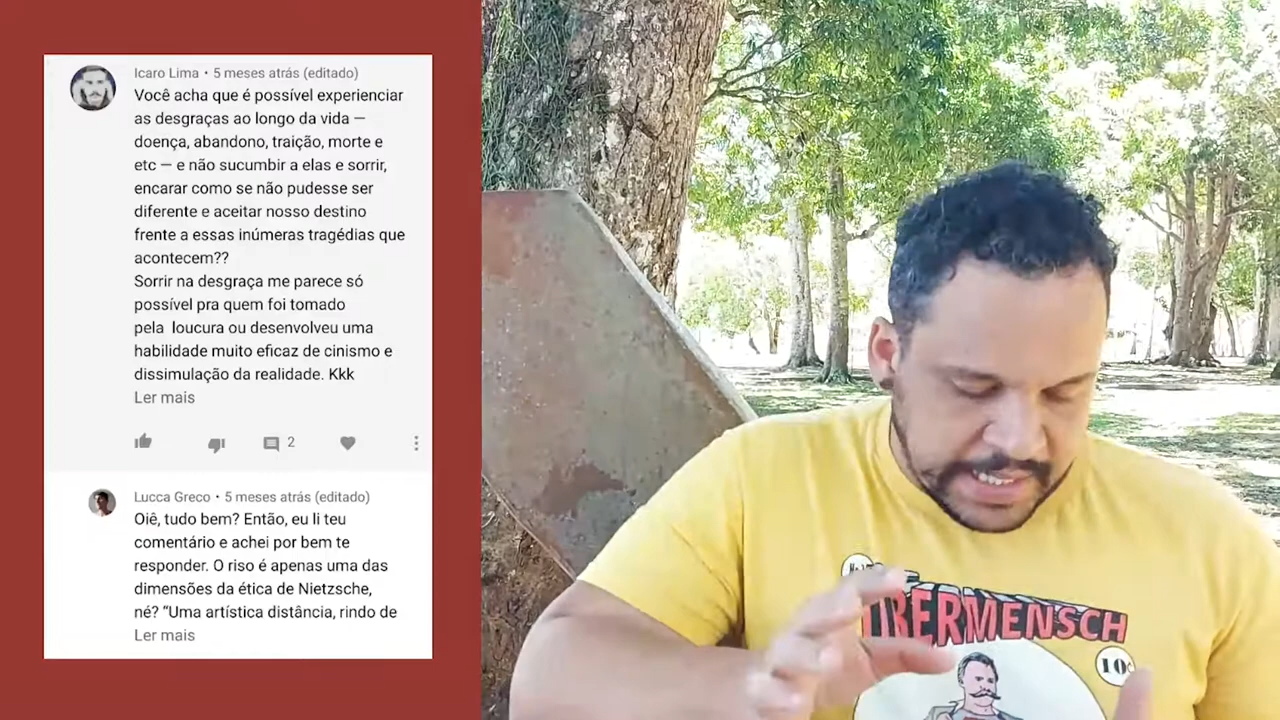 Icaro Lima • 5 meses atrás (editado)
Você acha que é possível experienciar
as desgraças ao longo da vida —
doença, abandono, traição, morte e
etc — e não sucumbir a elas e sorrir,
encarar como se não pudesse ser
diferente e aceitar nosso destino
frente a essas inúmeras tragédias que
acontecem??
Sorrir na desgraça me parece só
possível pra quem foi tomado
pela loucura ou desenvolveu uma
habilidade muito eficaz de cinismo e
dissimulação da realidade. Kkk
Ler mais
2
Lucca Greco • 5 meses atrás (editado)
Oiê, tudo bem? Então, eu li teu
comentário e achei por bem te
responder. O riso é apenas uma das
dimensões da ética de Nietzsche,
né? “Uma artística distância, rindo de
Ler mais
ÜBERMENSCH
10¢